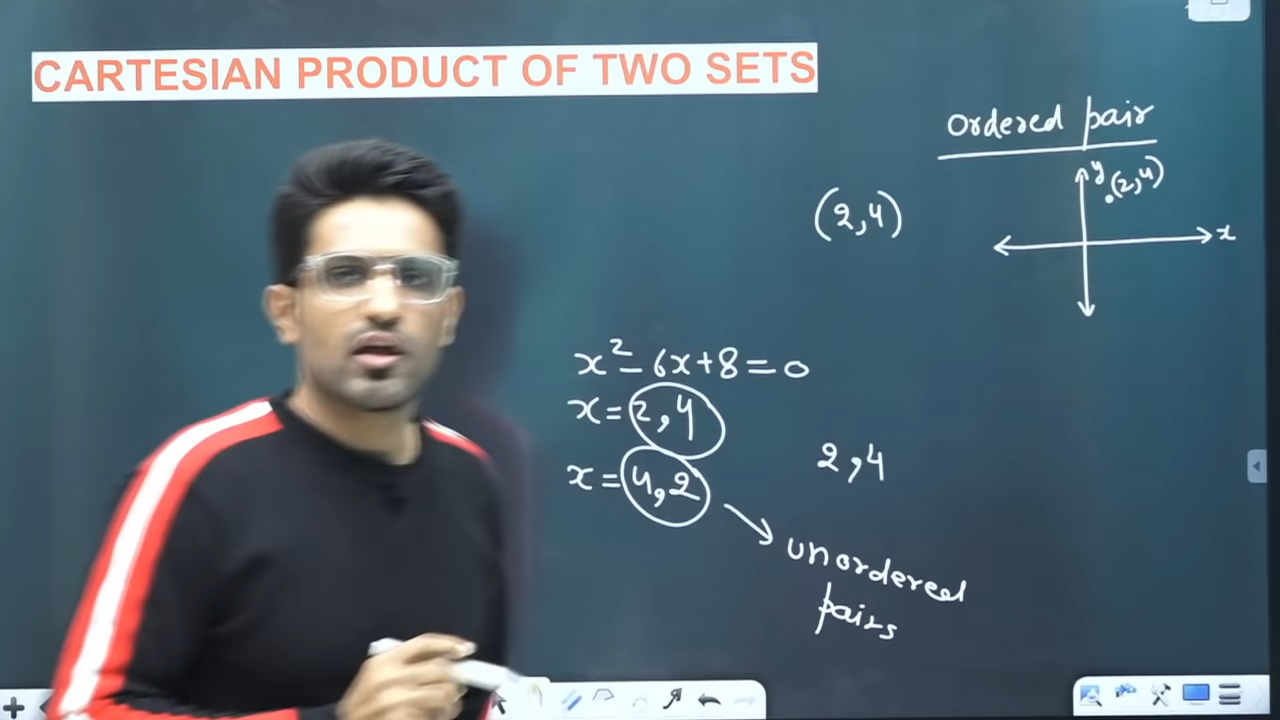 CARTESIAN PRODUCT OF TWO SETS
Ordered pair
y
(2,4)
x
(2,4)
x²-6x+8=0
x=2,4
x=4,2
2,4
unordered
pairs